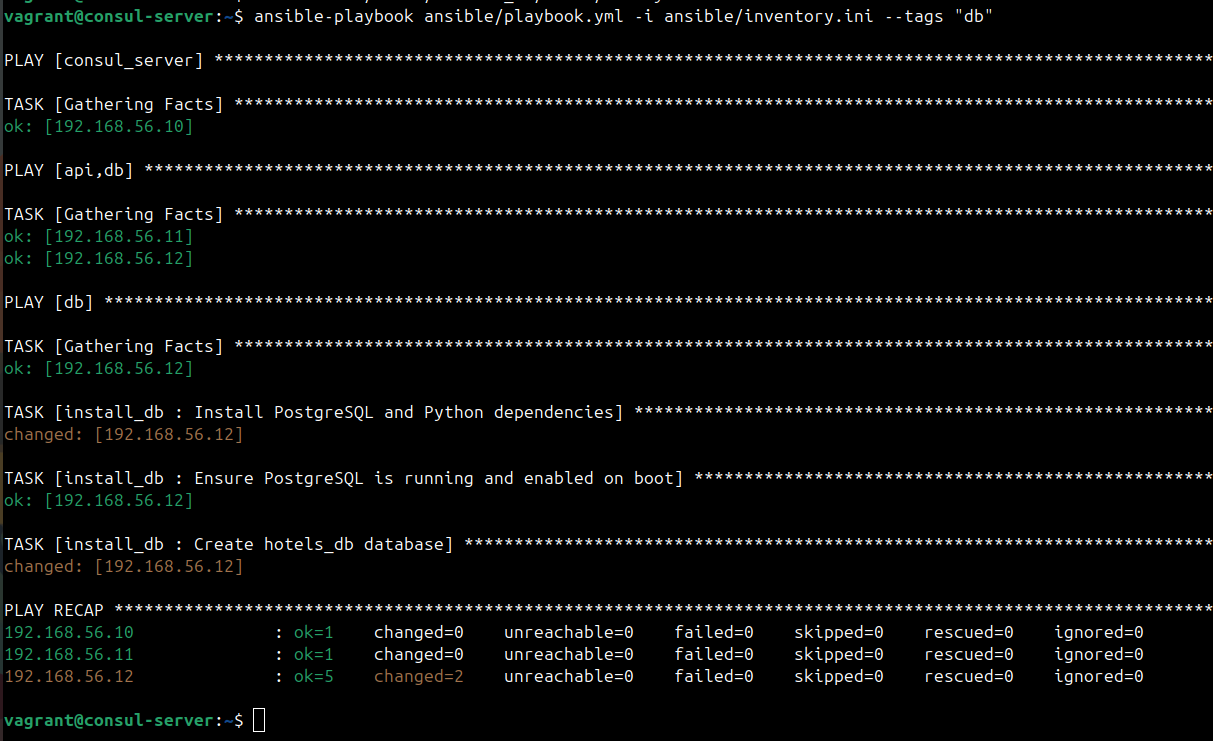 vagrant@consul-server:~$ ansible-playbook ansible/playbook.yml -i ansible/inventory.ini --tags "db"
PLAY [consul_server] ****************************************************************************************************
TASK [Gathering Facts] **************************************************************************************************
ok: [192.168.56.10]
PLAY [api,db] ***********************************************************************************************************
TASK [Gathering Facts] **************************************************************************************************
ok: [192.168.56.11]
ok: [192.168.56.12]
PLAY [db] ***************************************************************************************************************
TASK [Gathering Facts] **************************************************************************************************
ok: [192.168.56.12]
TASK [install_db : Install PostgreSQL and Python dependencies] **********************************************************
changed: [192.168.56.12]
TASK [install_db : Ensure PostgreSQL is running and enabled on boot] ****************************************************
ok: [192.168.56.12]
TASK [install_db : Create hotels_db database] ***************************************************************************
changed: [192.168.56.12]
PLAY RECAP **************************************************************************************************************
192.168.56.10              : ok=1    changed=0    unreachable=0    failed=0    skipped=0    rescued=0    ignored=0
192.168.56.11              : ok=1    changed=0    unreachable=0    failed=0    skipped=0    rescued=0    ignored=0
192.168.56.12              : ok=5    changed=2    unreachable=0    failed=0    skipped=0    rescued=0    ignored=0
vagrant@consul-server:~$